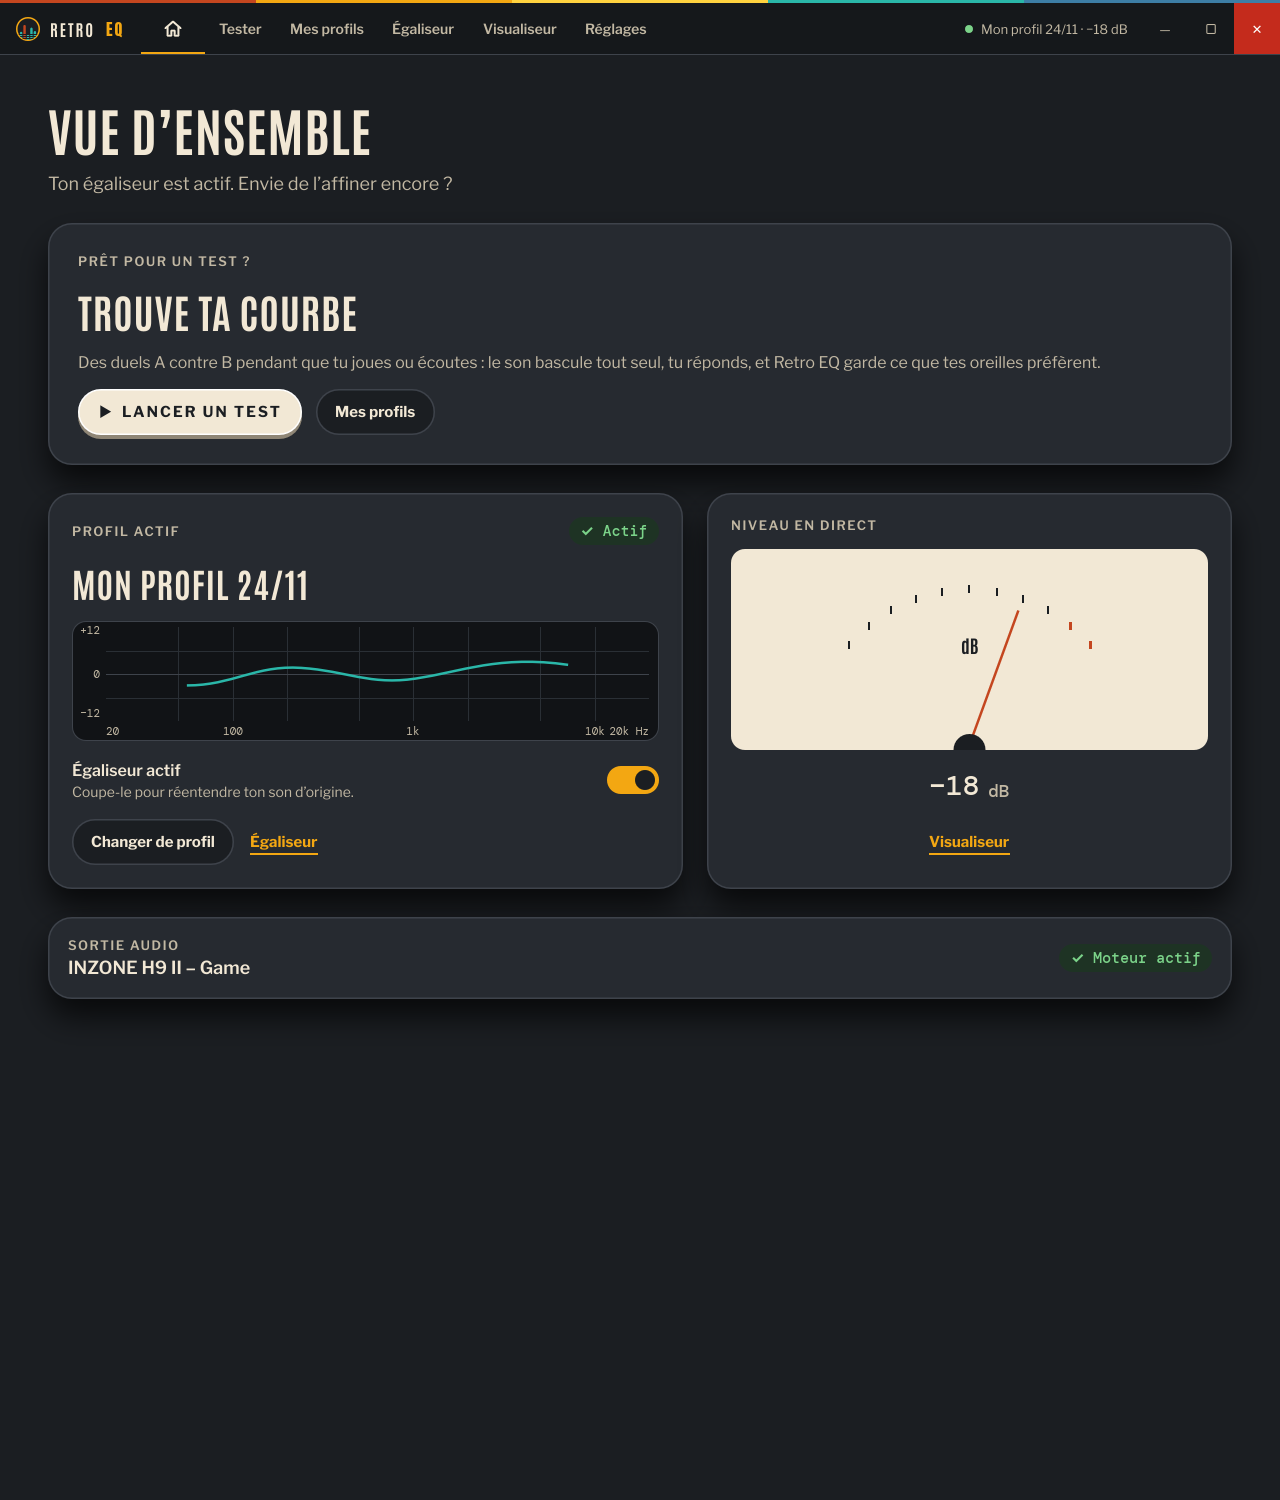 RETRO EQ Tester Mes profils Égaliseur Visualiseur Réglages Mon profil 24/11 · −18 dB
VUE D’ENSEMBLE
Ton égaliseur est actif. Envie de l’affiner encore ?
PRÊT POUR UN TEST ?
TROUVE TA COURBE
Des duels A contre B pendant que tu joues ou écoutes : le son bascule tout seul, tu réponds, et Retro EQ garde ce que tes oreilles préfèrent.
LANCER UN TEST Mes profils
PROFIL ACTIF Actif
MON PROFIL 24/11
+12
0
−12
20 100 1k 10k 20k Hz
Égaliseur actif
Coupe-le pour réentendre ton son d’origine.
Changer de profil Égaliseur
NIVEAU EN DIRECT
dB
−18 dB
Visualiseur
SORTIE AUDIO
INZONE H9 II – Game
Moteur actif